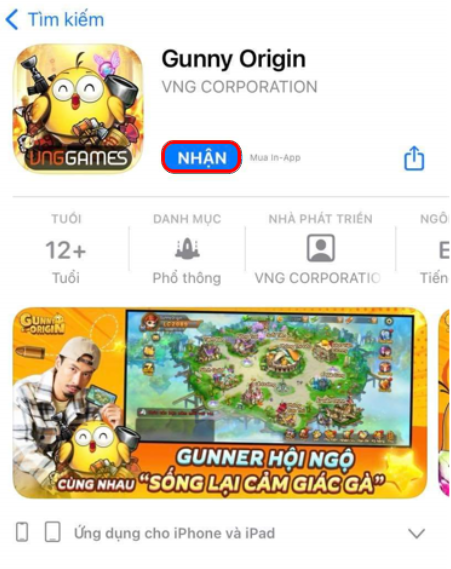 Tìm kiếm
Gunny Origin
VNG CORPORATION
VNGGAMES
NHẬN
Mua In-App
TUỔI
DANH MỤC
NHÀ PHÁT TRIỂN
NGÔ
12+
E
Tuổi
Phổ thông
VNG CORPORATIO
Tiến
GUNNY
ORIGIN
GUNNER HỘI NGỘ
CÙNG NHAU “SỐNG LẠI CẢM GIÁC GÀ”
Ứng dụng cho iPhone và iPad